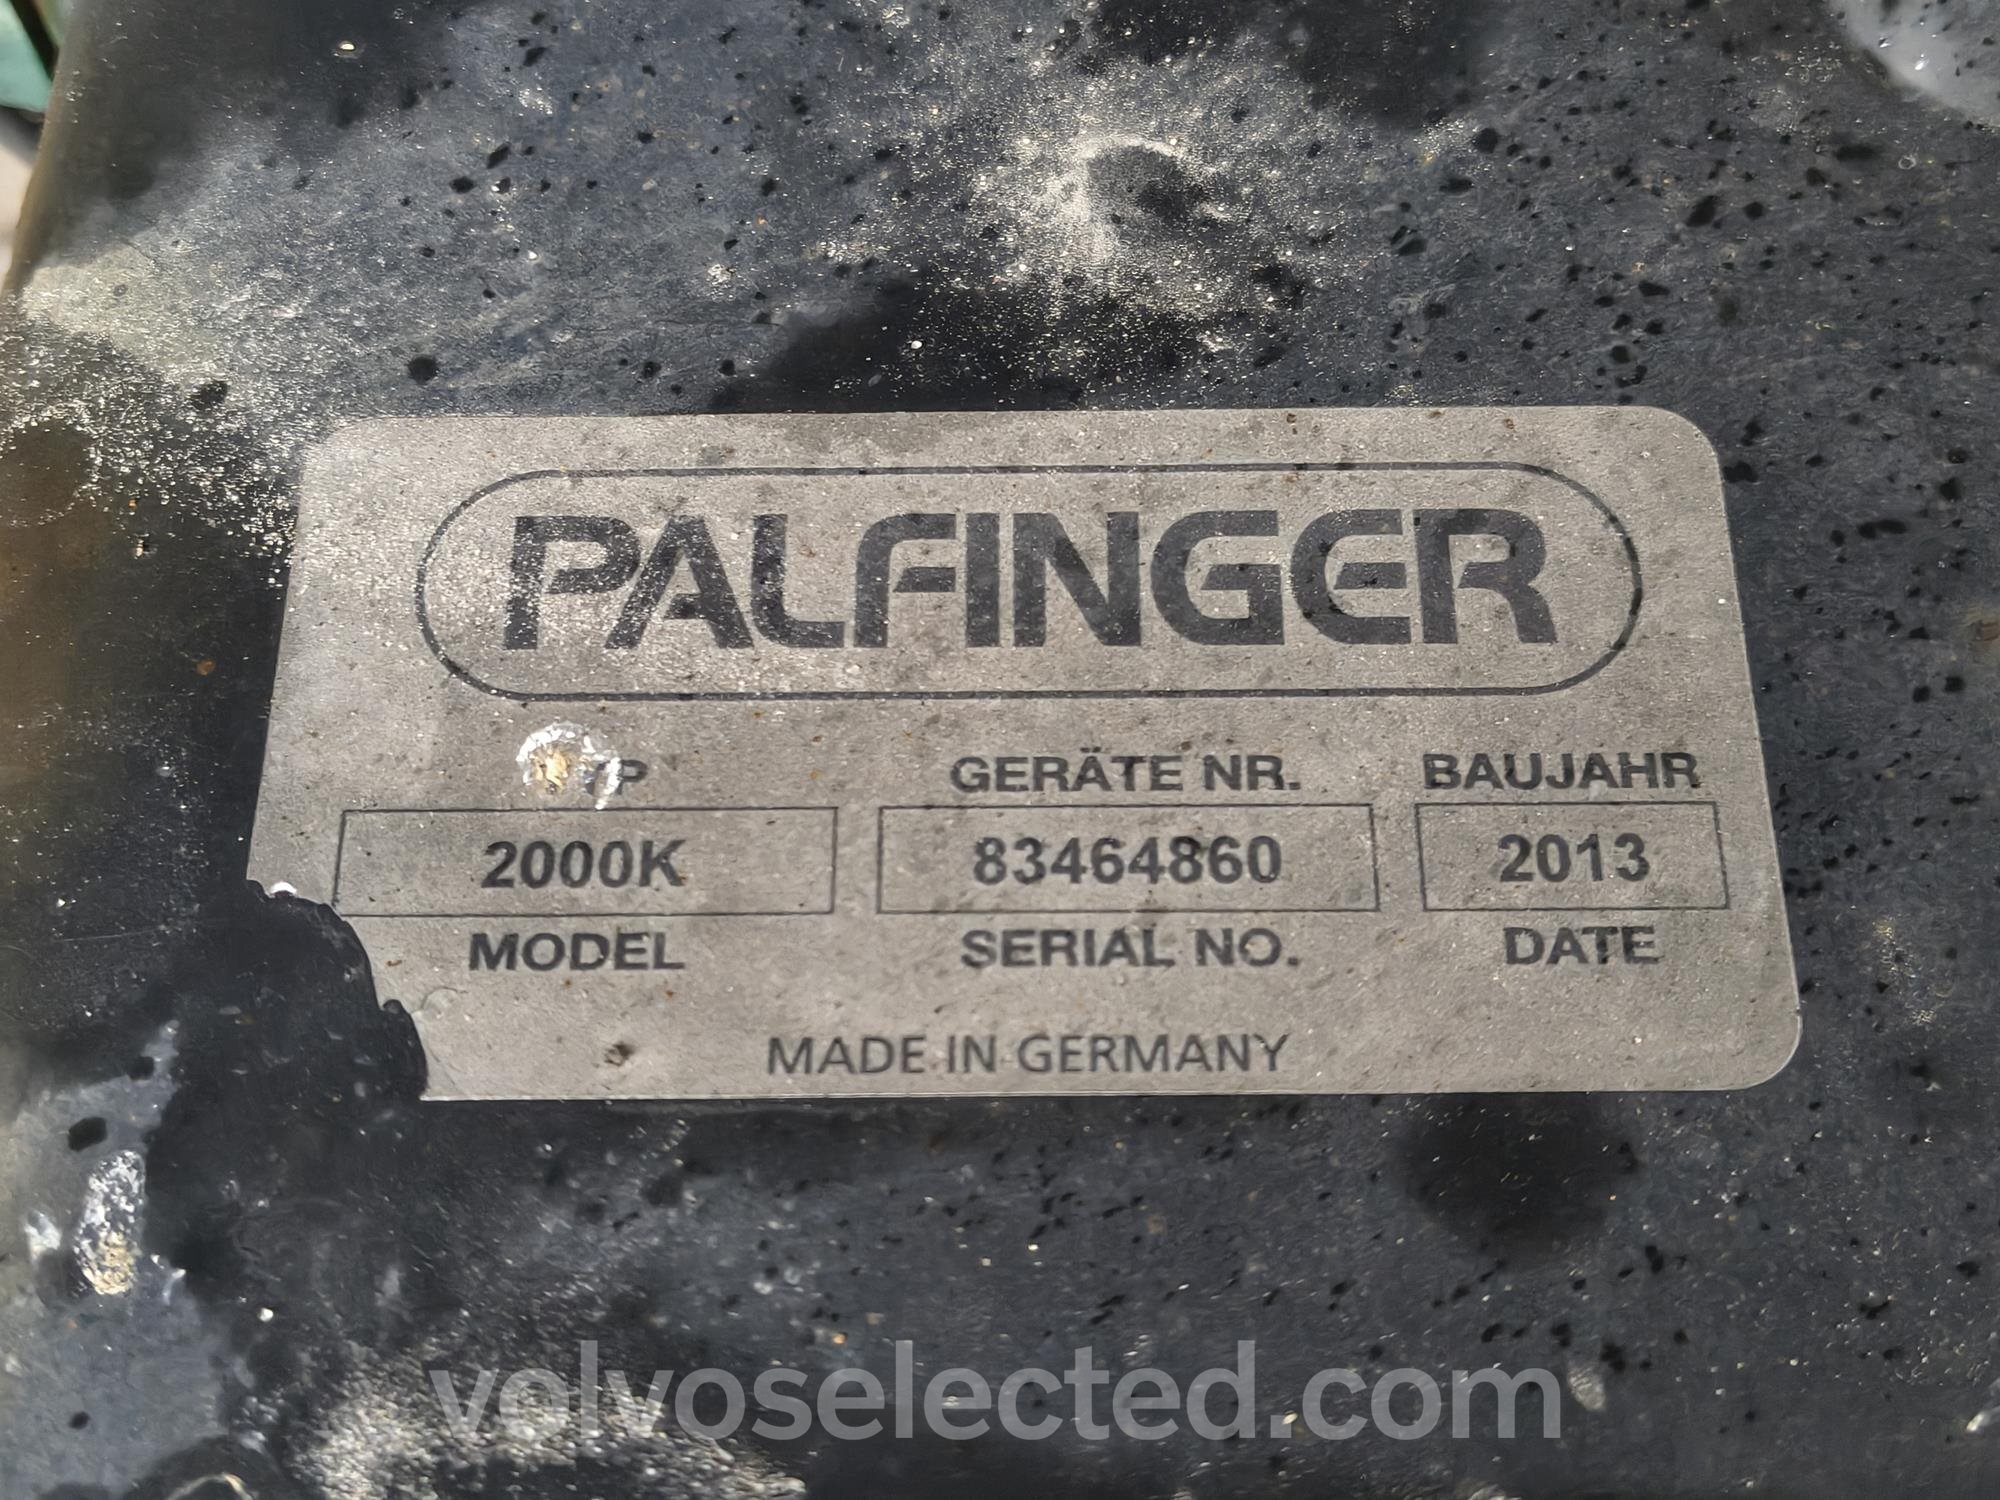 PALFINGER
GERÄTE NR. BAUJAHR
2000K 83464860 2013
MODEL SERIAL NO. DATE
MADE IN GERMANY
volvoselected.com